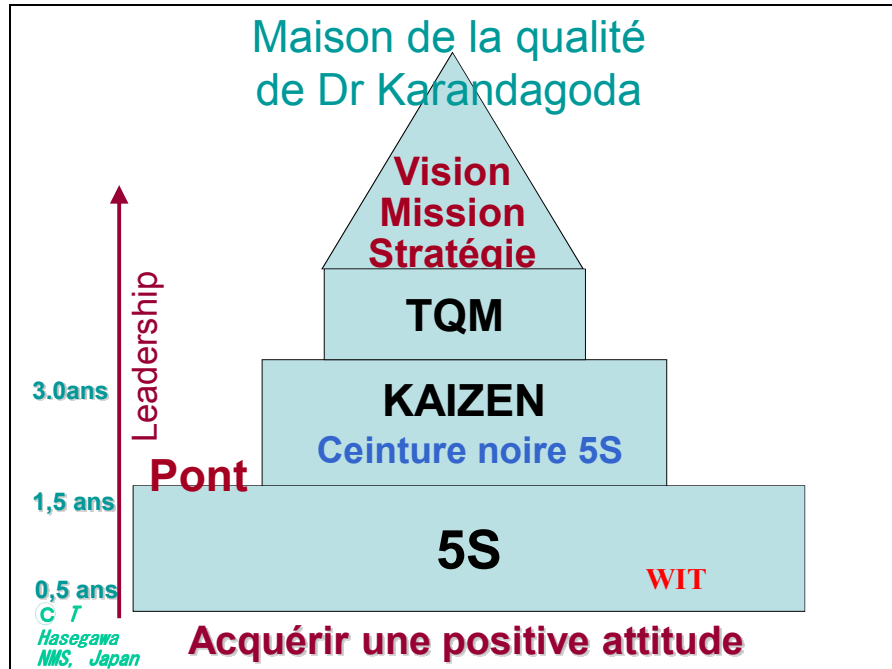 Maison de la qualité
de Dr Karandagoda
Vision
Mission
Stratégie
TQM
Leadership
3.0ans
KAIZEN
Ceinture noire 5S
Pont
1,5 ans
5S
WIT
0,5 ans
© T
Hasegawa
NMS, Japan
Acquérir une positive attitude